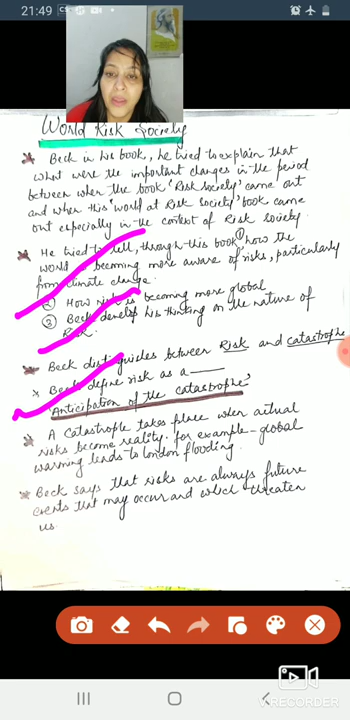 21:49
World Risk Society
Beck in his book, he tried to explain that
what were the important changes in the period
between when the book 'Risk Society' came out
and when this 'world at Risk Society' book came
out especially in the context of Risk society.
He tried to tell, through this book ① how the
world becoming more aware of risks, particularly
from climate change.
② How risk is becoming more global
③ Beck develop his thinking on the nature of
Risk.
Beck distinguishes between Risk and catastrophe
Beck define risk as a
'Anticipation of the catastrophe'
A catastrophe takes place when actual
risks become reality. for example - global
warming leads to london flooding.
Beck says that risks are always future
events that may occur and which threaten
us.
VRECORDER